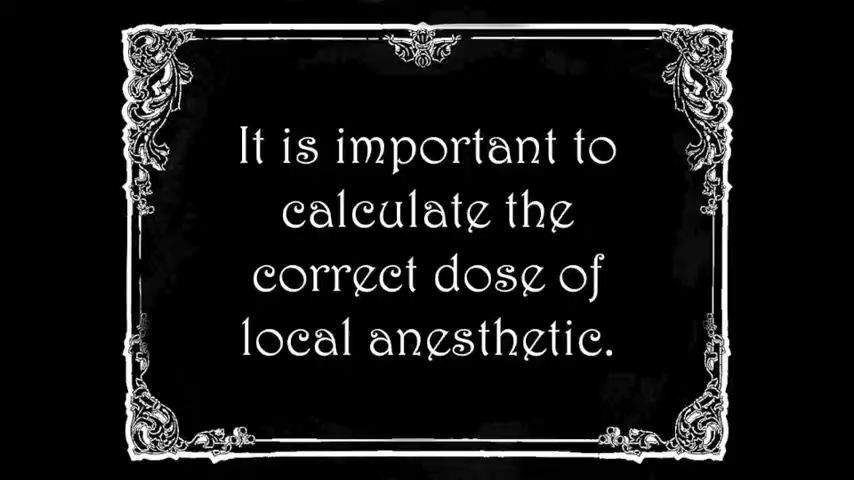 It is important to
calculate the
correct dose of
local anesthetic.